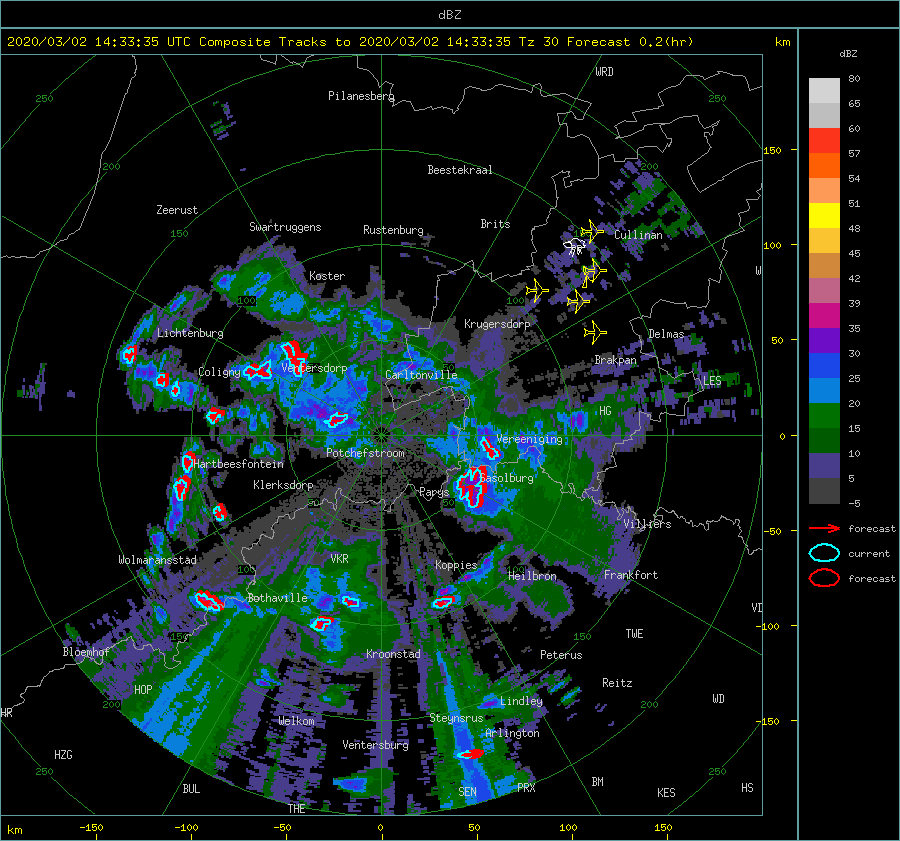 dBZ
2020/03/02 14:33:35 UTC Composite Tracks to 2020/03/02 14:33:35 Tz 30 Forecast 0.2(hr)
km
dBZ
WRD
80
250
Pilanesberg
250
65
60
150
57
200
Beestekraal
200
54
Zeerust
51
Swartruggens
Rustenburg
Brits
150
Cullinan
48
100
W
45
Koster
42
100
100
39
Krugersdorp
Lichtenburg
Delmas
35
50
30
Brakpan
Coligny
Ventersdorp
Carltonville
LES
25
20
HG
15
Vereeniging
0
Potchefstroom
10
Hartbeesfontein
Klerksdorp
Sasolburg
5
Parys
50
50
-5
Villiers
forecast
-50
Wolmaransstad
VKR
current
Koppies
100
100
Heilbron
Frankfort
forecast
Bothaville
VI
-100
150
150
TWE
Bloemhof
Kroonstad
Peterus
HOP
Reitz
200
Lindley
200
WD
HR
Welkom
Steynsrus
-150
Arlington
HZG
Ventersburg
250
250
BUL
SEN
PRX
BM
KES
HS
THE
km
-150
-100
-50
0
50
100
150